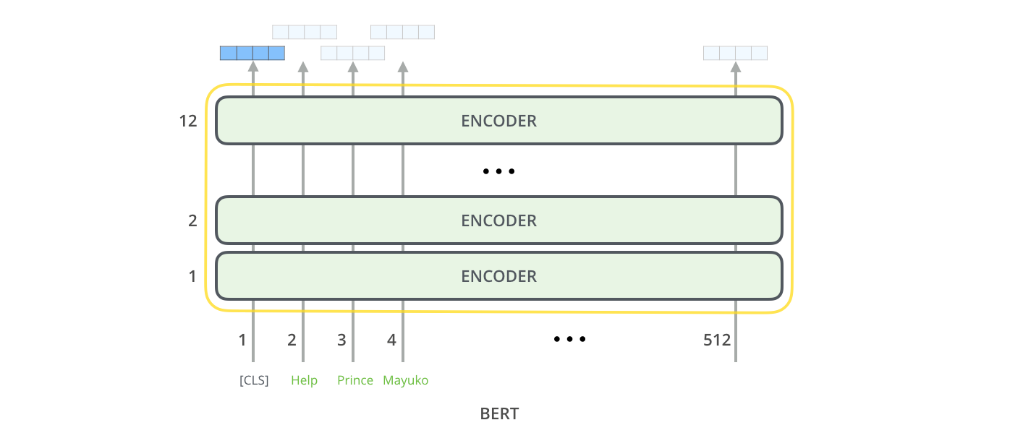 12 ENCODER
...
2 ENCODER
1 ENCODER
1 2 3 4 ... 512
[CLS] Help Prince Mayuko
BERT